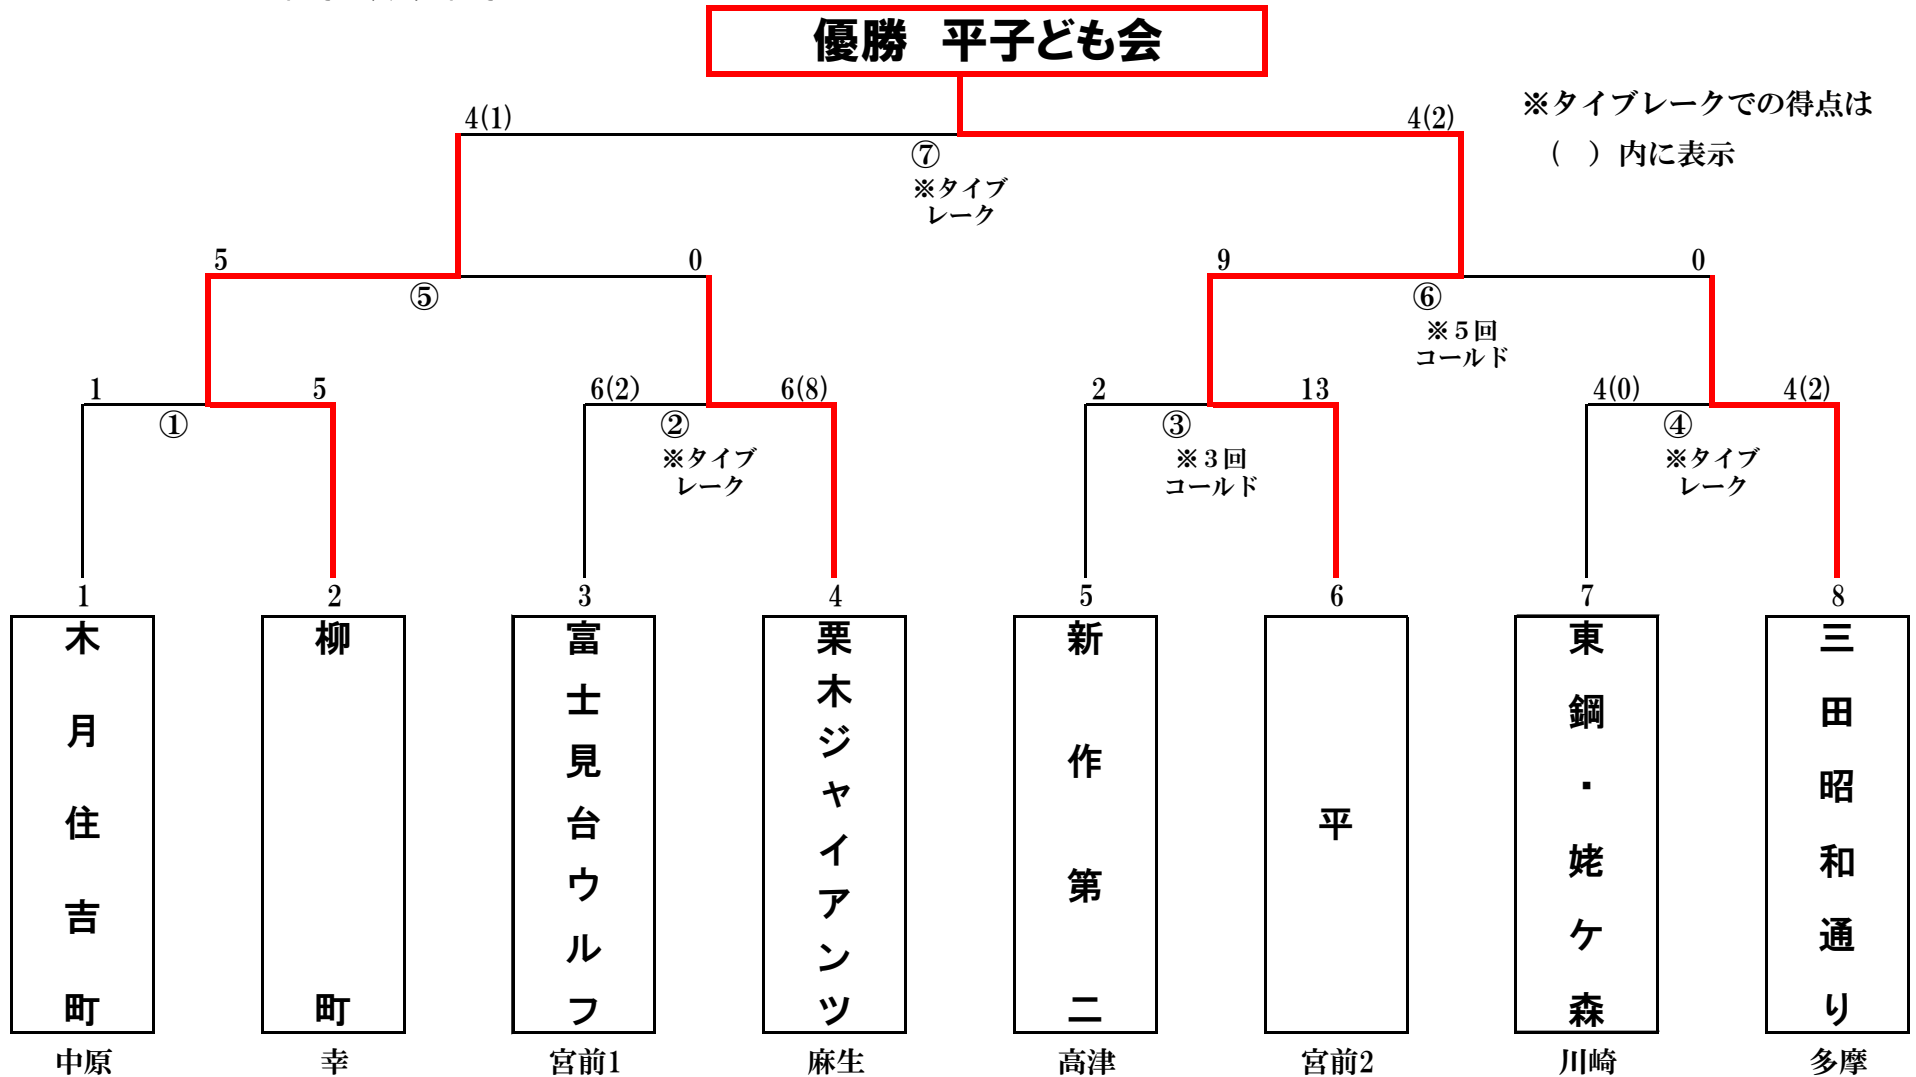 優勝　平子ども会
※タイブレークでの得点は
（　）内に表示
4(1)
4(2)
⑦
※タイブ
レーク
5
0
9
0
⑤
⑥
※５回
コールド
1
5
6(2)
6(8)
2
13
4(0)
4(2)
①
②
③
④
※タイブ
レーク
※３回
コールド
※タイブ
レーク
1
2
3
4
5
6
7
8
木月住吉町
柳町
富士見台ウルフ
栗木ジャイアンツ
新作第二
平
東鋼・姥ケ森
三田昭和通り
中原
幸
宮前1
麻生
高津
宮前2
川崎
多摩